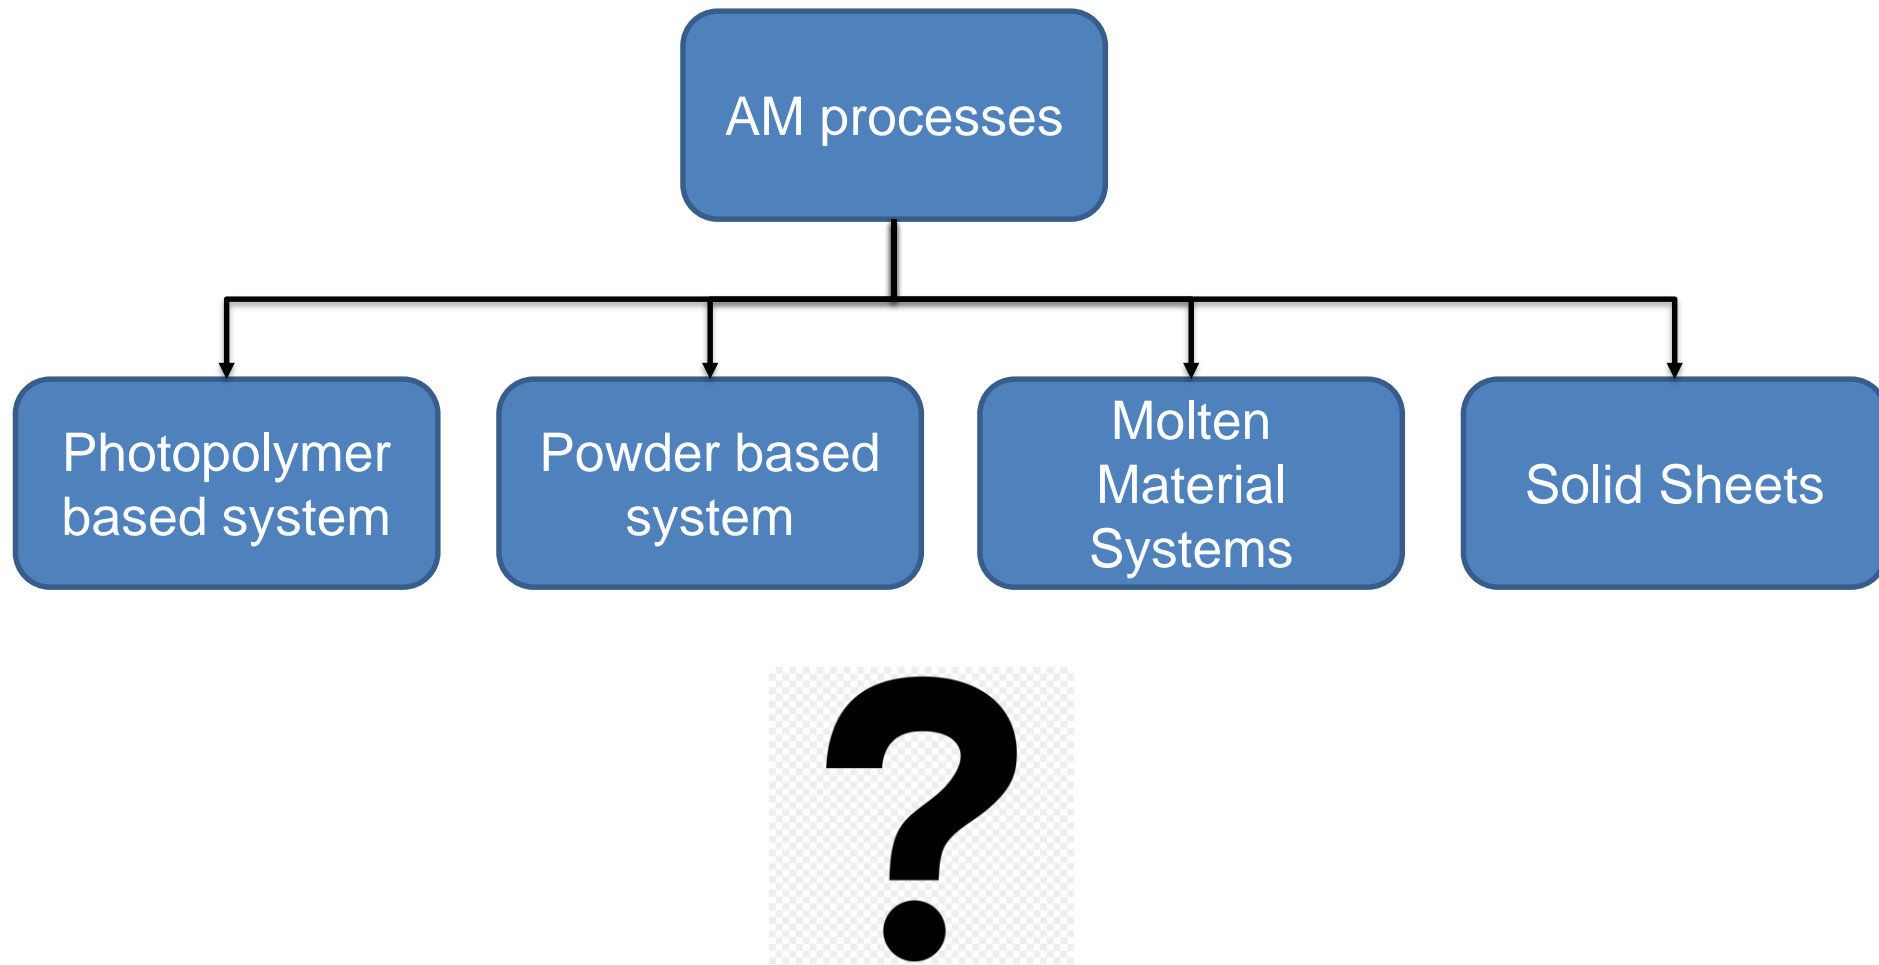 AM processes
Photopolymer
based system
Powder based
system
Molten
Material
Systems
Solid Sheets
?